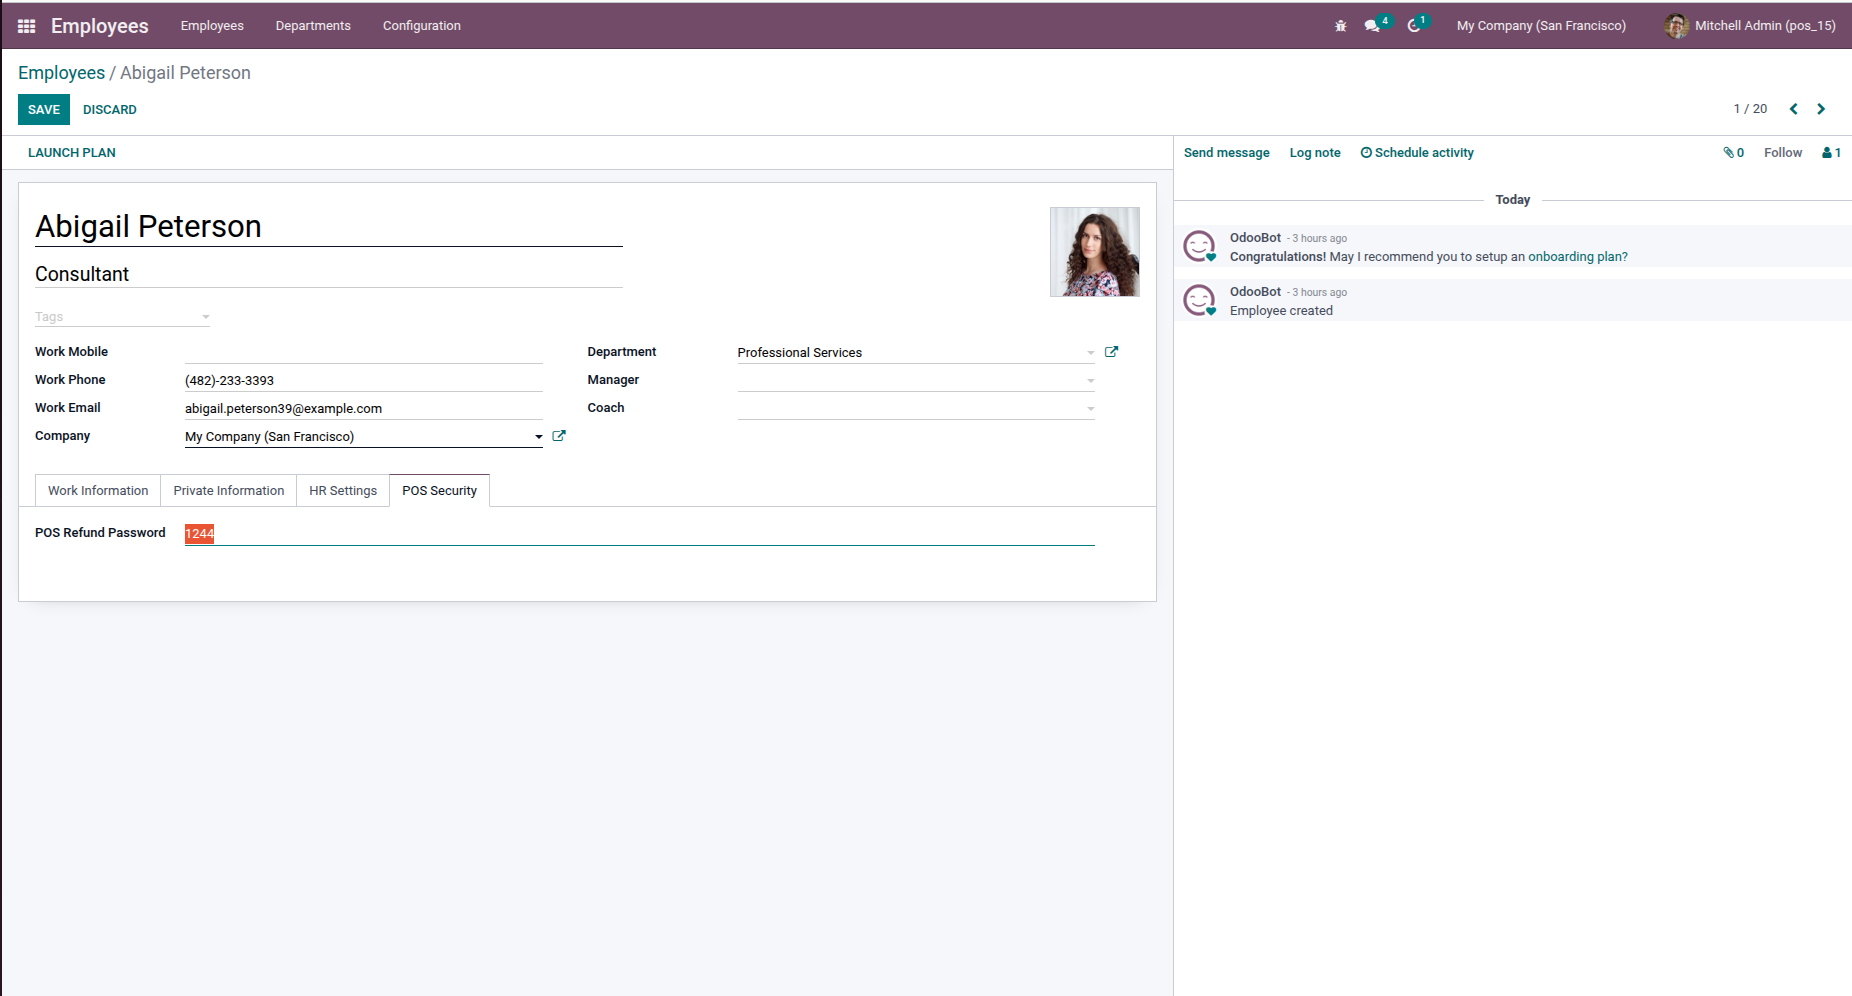 Employees Employees Departments Configuration 4 1 My Company (San Francisco) Mitchell Admin (pos_15)
Employees / Abigail Peterson
SAVE DISCARD 1 / 20
LAUNCH PLAN
Send message Log note Schedule activity 0 Follow 1
Today
Abigail Peterson
Consultant
Tags
OdooBot - 3 hours ago
Congratulations! May I recommend you to setup an onboarding plan?
OdooBot - 3 hours ago
Employee created
Work Mobile
Work Phone (482)-233-3393
Work Email abigail.peterson39@example.com
Company My Company (San Francisco)
Department Professional Services
Manager
Coach
Work Information Private Information HR Settings POS Security
POS Refund Password 1244